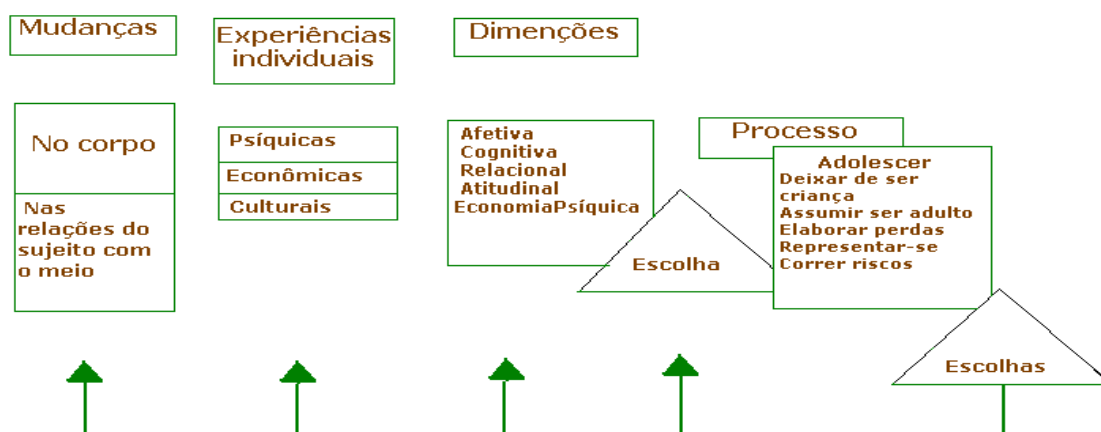 Mudanças
Experiências
individuais
Dimenções
No corpo
Nas
relações do
sujeito com
o meio
Psíquicas
Econômicas
Culturais
Afetiva
Cognitiva
Relacional
Atitudinal
EconomiaPsíquica
Escolha
Processo
Adolescer
Deixar de ser
criança
Assumir ser adulto
Elaborar perdas
Representar-se
Correr riscos
Escolhas